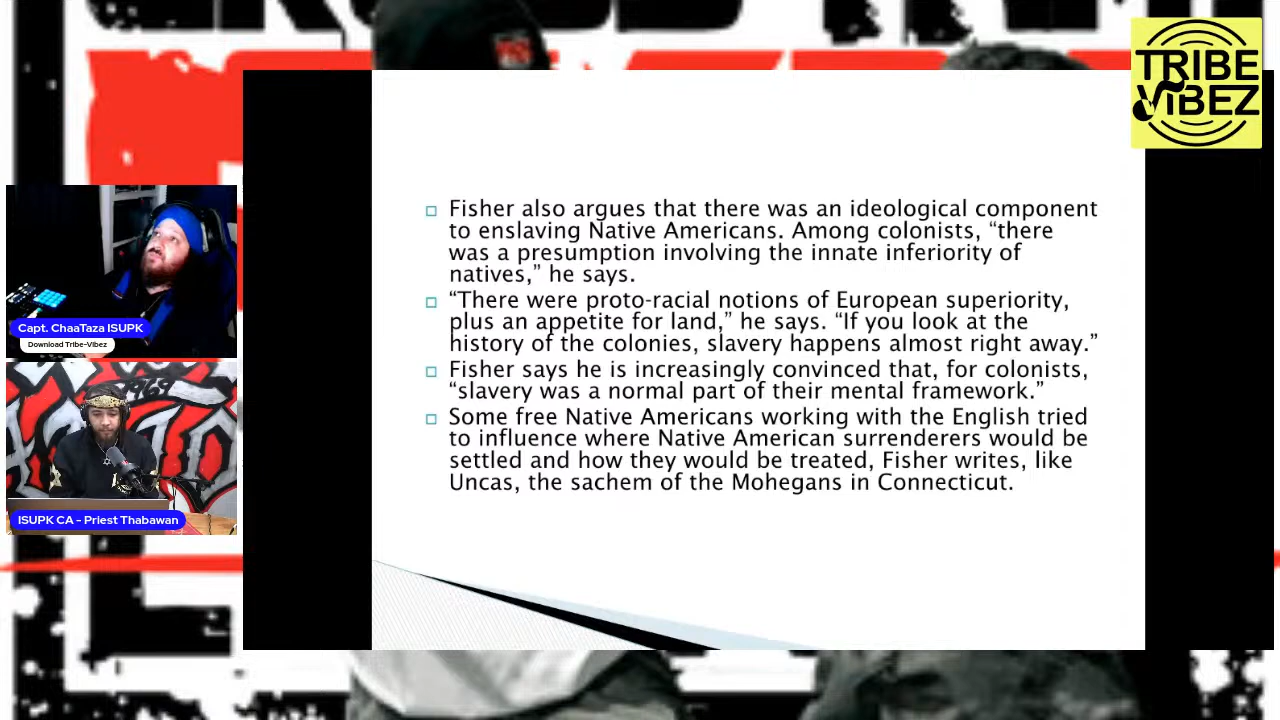 TRIBE
VIBEZ
Fisher also argues that there was an ideological component
to enslaving Native Americans. Among colonists, “there
was a presumption involving the innate inferiority of
natives,” he says.
“There were proto-racial notions of European superiority,
plus an appetite for land,” he says. “If you look at the
history of the colonies, slavery happens almost right away.”
Fisher says he is increasingly convinced that, for colonists,
“slavery was a normal part of their mental framework.”
Some free Native Americans working with the English tried
to influence where Native American surrenderers would be
settled and how they would be treated, Fisher writes, like
Uncas, the sachem of the Mohegans in Connecticut.
Capt. ChaaTaza ISUPK
Download Tribe-Vibez
1969
ISUPK CA - Priest Thabawan